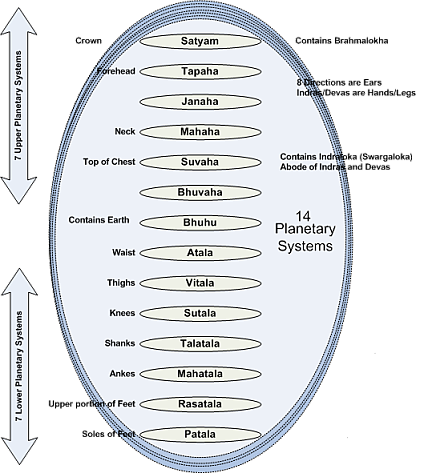 7 Upper Planetary Systems
Crown Satyam Contains Brahmalokha
Forehead Tapaha
8 Directions are Ears
Indras/Devas are Hands/Legs
Janaha
Neck Mahaha
Top of Chest Suvaha
Contains Indraloka (Swargaloka)
Abode of Indras and Devas
Bhuvaha
Contains Earth Bhuhu
14
Planetary
Systems
Waist Atala
Thighs Vitala
Knees Sutala
Shanks Talatala
Ankes Mahatala
Upper portion of Feet Rasatala
Soles of Feet Patala
7 Lower Planetary Systems